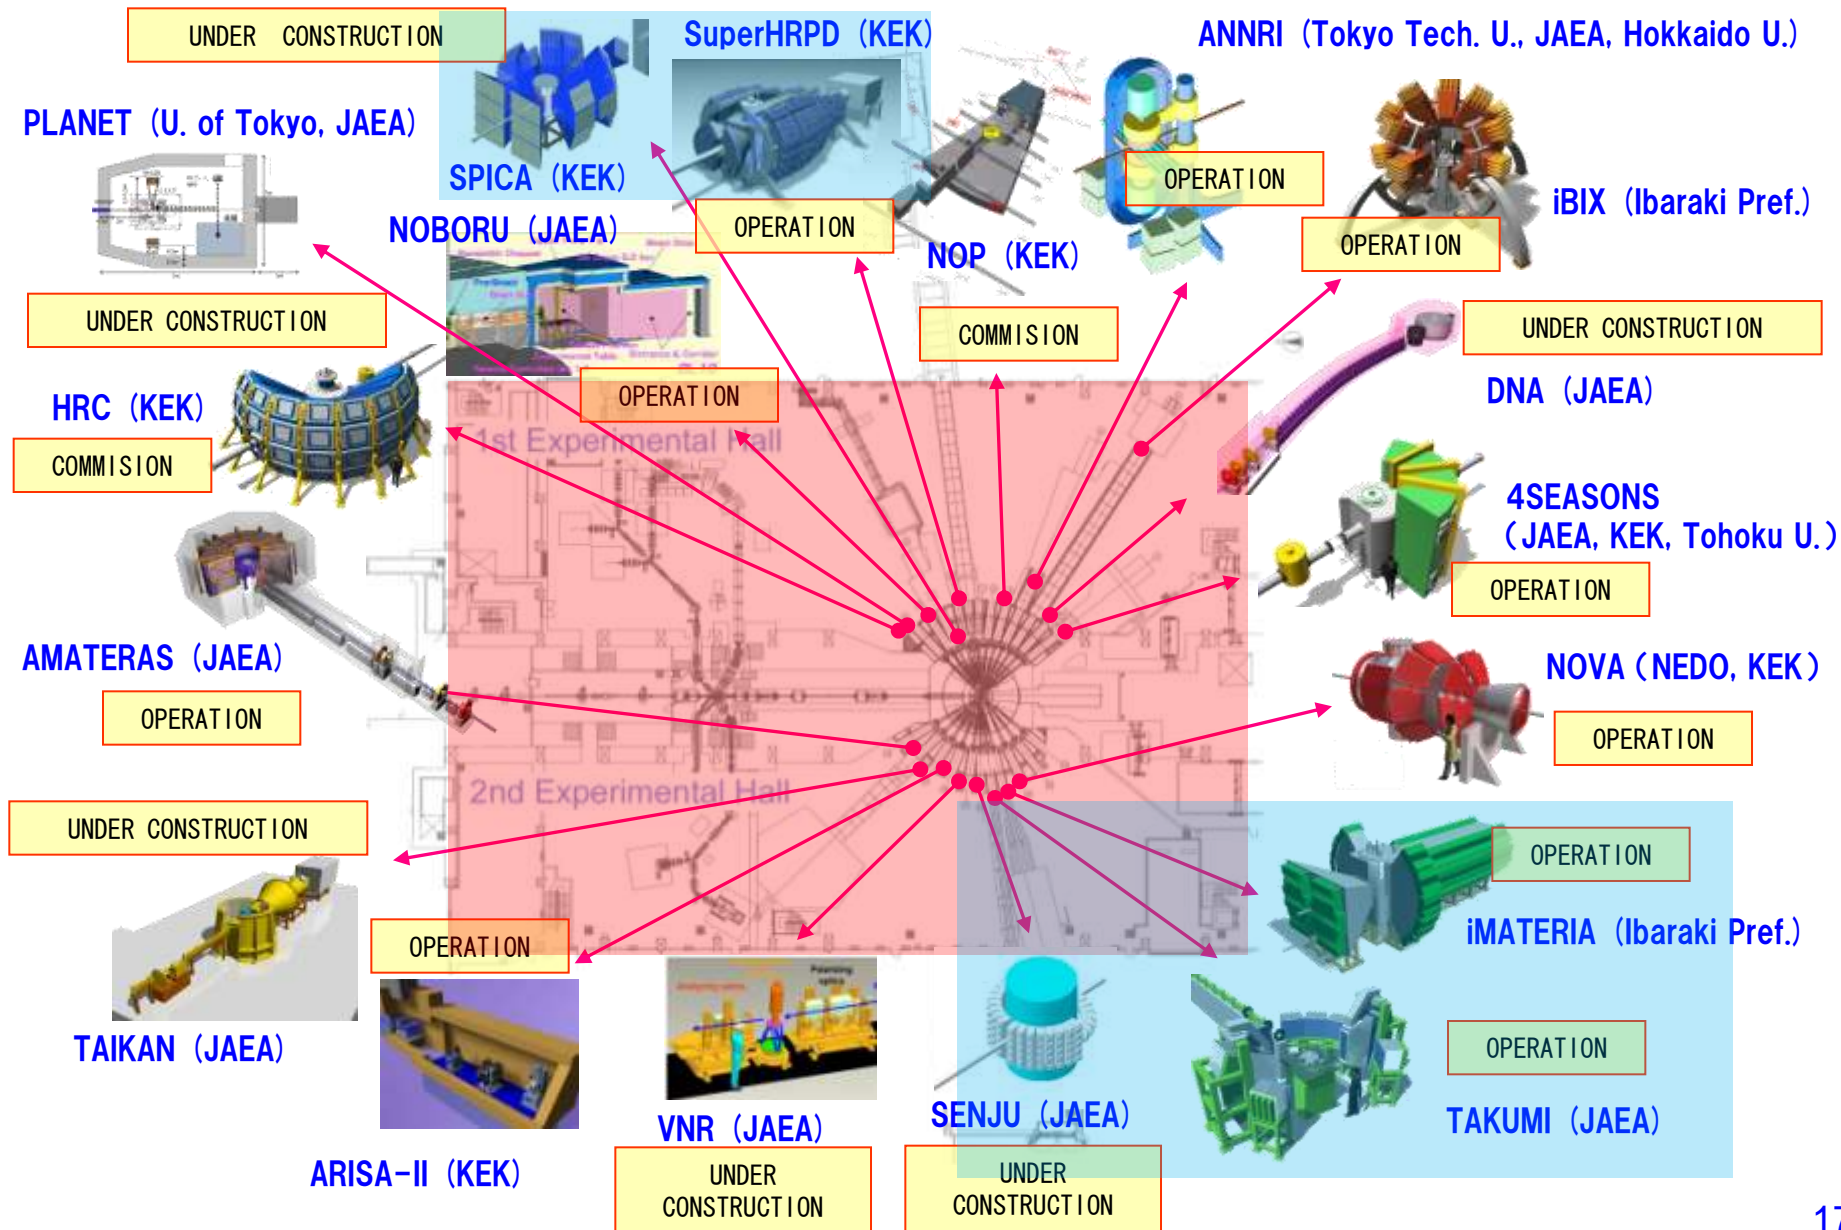 UNDER CONSTRUCTION
SuperHRPD (KEK)
ANNRI (Tokyo Tech. U., JAEA, Hokkaido U.)
PLANET (U. of Tokyo, JAEA)
SPICA (KEK)
OPERATION
iBIX (Ibaraki Pref.)
NOBORU (JAEA)
OPERATION
NOP (KEK)
OPERATION
UNDER CONSTRUCTION
COMMISION
UNDER CONSTRUCTION
HRC (KEK)
OPERATION
DNA (JAEA)
1st Experimental Hall
COMMISION
4SEASONS
(JAEA, KEK, Tohoku U.)
OPERATION
AMATERAS (JAEA)
NOVA (NEDO, KEK)
OPERATION
OPERATION
2nd Experimental Hall
UNDER CONSTRUCTION
OPERATION
OPERATION
iMATERIA (Ibaraki Pref.)
Polarizing
optics
TAIKAN (JAEA)
OPERATION
VNR (JAEA)
SENJU (JAEA)
TAKUMI (JAEA)
ARISA-II (KEK)
UNDER
CONSTRUCTION
UNDER
CONSTRUCTION
17